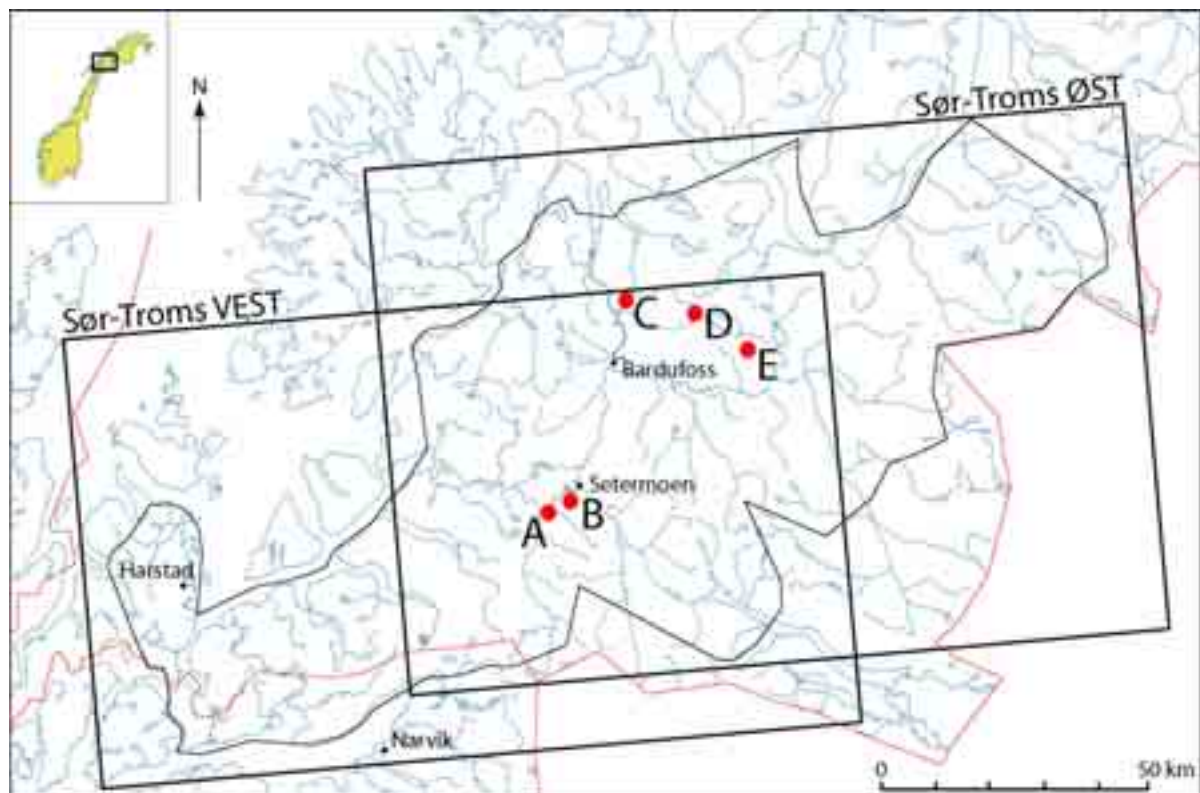 N
Sør-Troms ØST
Sør-Troms VEST
C
D
E
Bardufoss
Setermoen
A
B
Harstad
Narvik
0
50 km